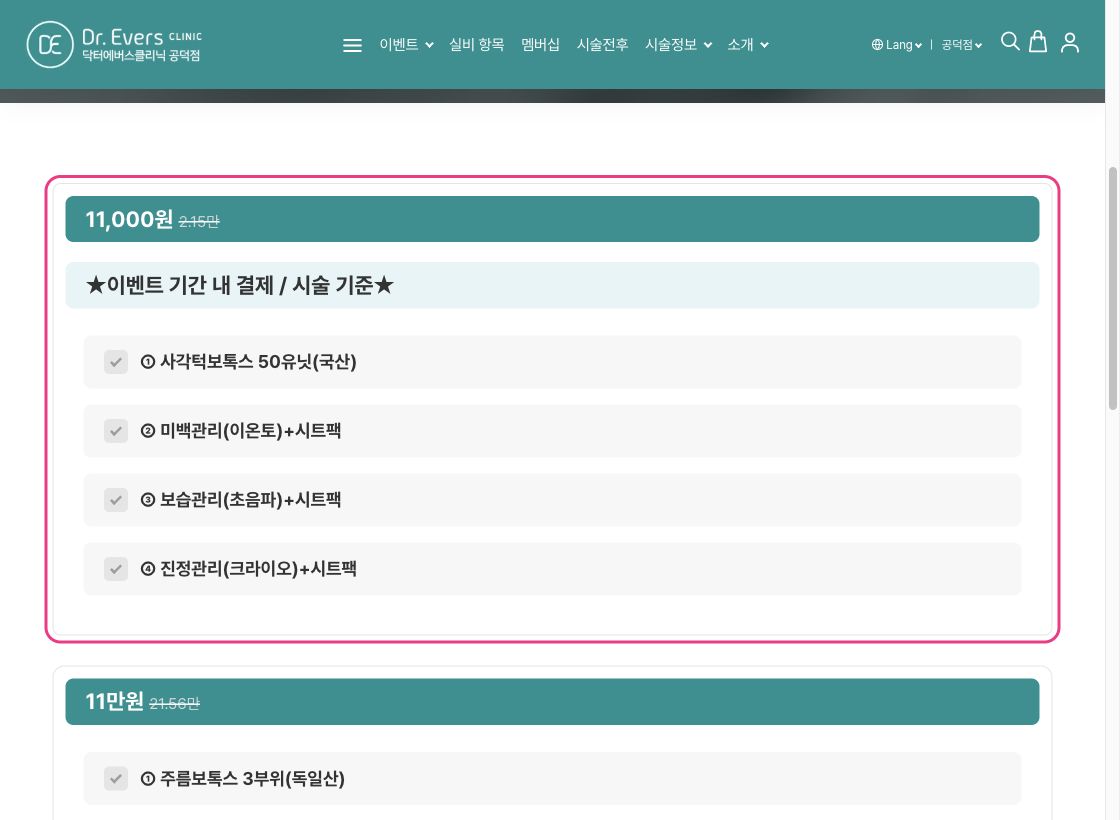 DE Dr. Evers CLINIC
닥터에버스클리닉 공덕점
이벤트 실비 항목 멤버십 시술전후 시술정보 소개
Lang | 공덕점
11,000원 2.15만
★이벤트 기간 내 결제 / 시술 기준★
① 사각턱보톡스 50유닛(국산)
② 미백관리(이온토)+시트팩
③ 보습관리(초음파)+시트팩
④ 진정관리(크라이오)+시트팩
11만원 21.56만
① 주름보톡스 3부위(독일산)